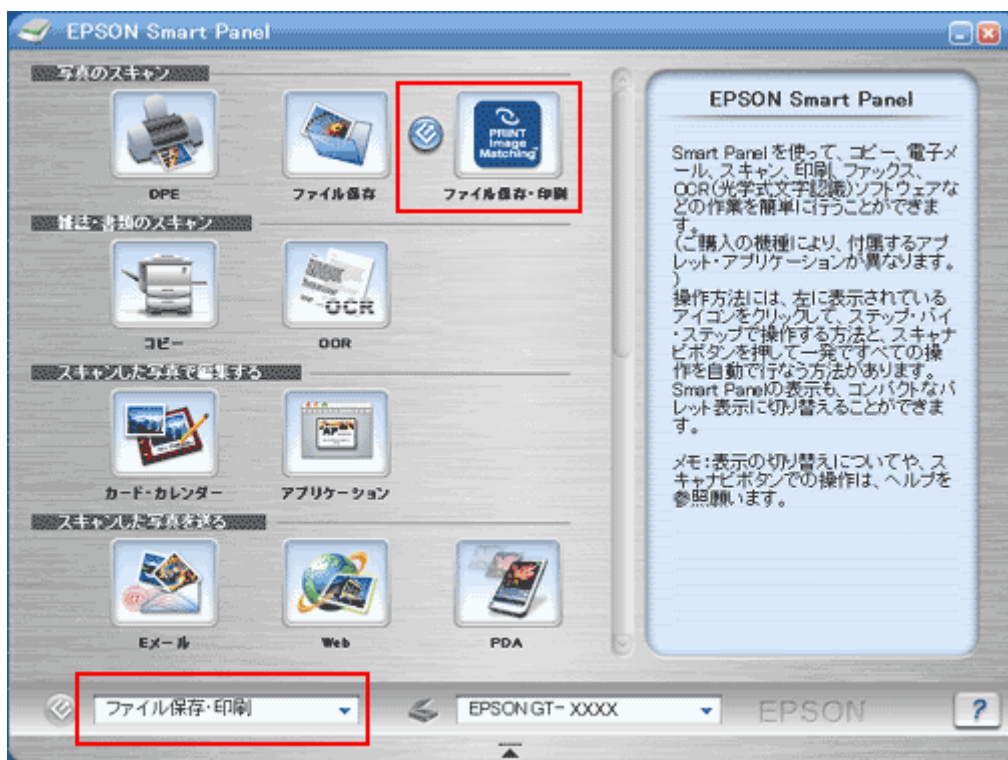 EPSON Smart Panel
写真のスキャン
DPE
ファイル保存
PRINT
Image
Matching
ファイル保存・印刷
雑誌・書類のスキャン
OCR
コピー
OCR
スキャンした写真で編集する
AP
カード・カレンダー
アプリケーション
スキャンした写真を送る
Eメール
Web
PDA
EPSON Smart Panel
Smart Panel を使って、コピー、電子メ
ール、スキャン、印刷、ファックス、
OCR(光学式文字認識)ソフトウェアな
どの作業を簡単に行うことができま
す。
(ご購入の機種により、付属するアプ
レット・アプリケーションが異なります。
)
操作方法には、左に表示されている
アイコンをクリックして、ステップ・バイ
・ステップで操作する方法と、スキャナ
ビボタンを押して一発ですべての操
作を自動で行なう方法があります。
Smart Panelの表示も、コンパクトなパ
レット表示に切り替えることができま
す。
メモ:表示の切り替えについてや、ス
キャナビボタンでの操作は、ヘルプを
参照願います。
ファイル保存・印刷
EPSON GT- XXXX
EPSON
?